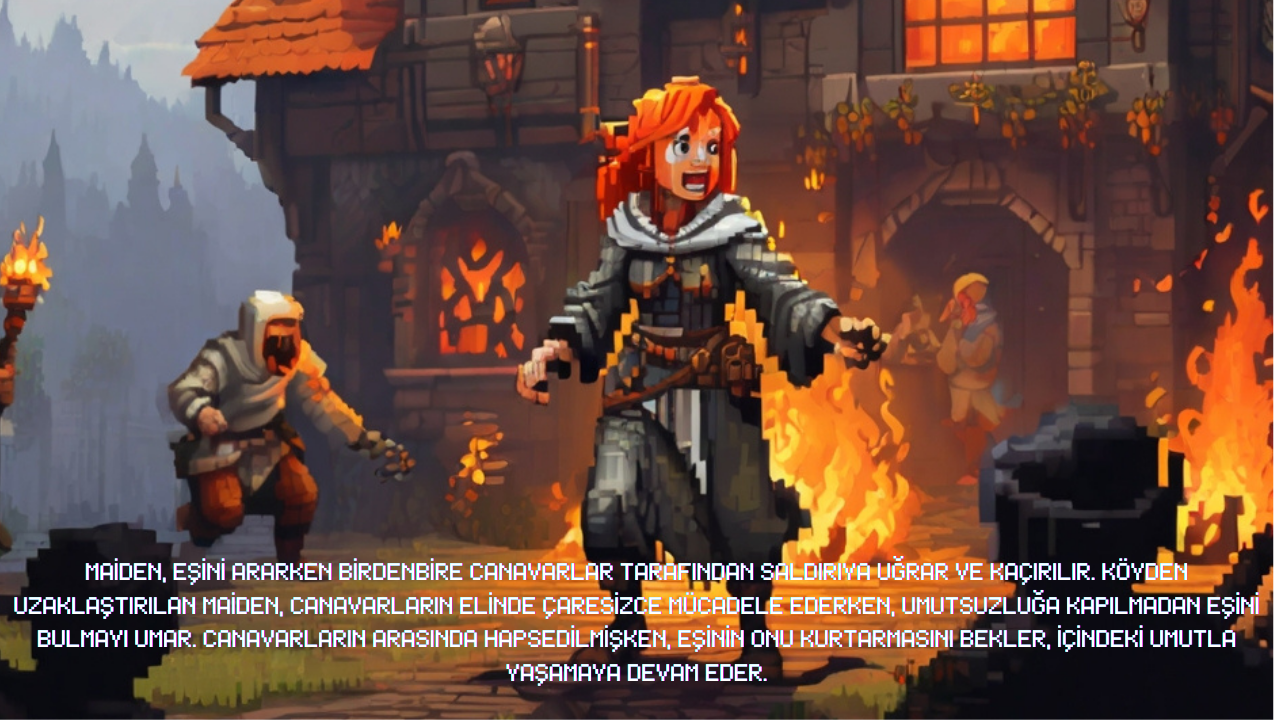 MAİDEN, EŞİNİ ARARKEN BİRDENBİRE CANAVARLAR TARAFINDAN SALDIRIYA UĞRAR VE KAÇIRILIR. KÖYDEN
UZAKLAŞTIRILAN MAİDEN, CANAVARLARIN ELİNDE ÇARESİZCE MÜCADELE EDERKEN, UMUTSUZLUĞA KAPILMADAN EŞİNİ
BULMAYI UMAR. CANAVARLARIN ARASINDA HAPSEDİLMİŞKEN, EŞİNİN ONU KURTARMASINI BEKLER, İÇİNDEKİ UMUTLA
YAŞAMAYA DEVAM EDER.